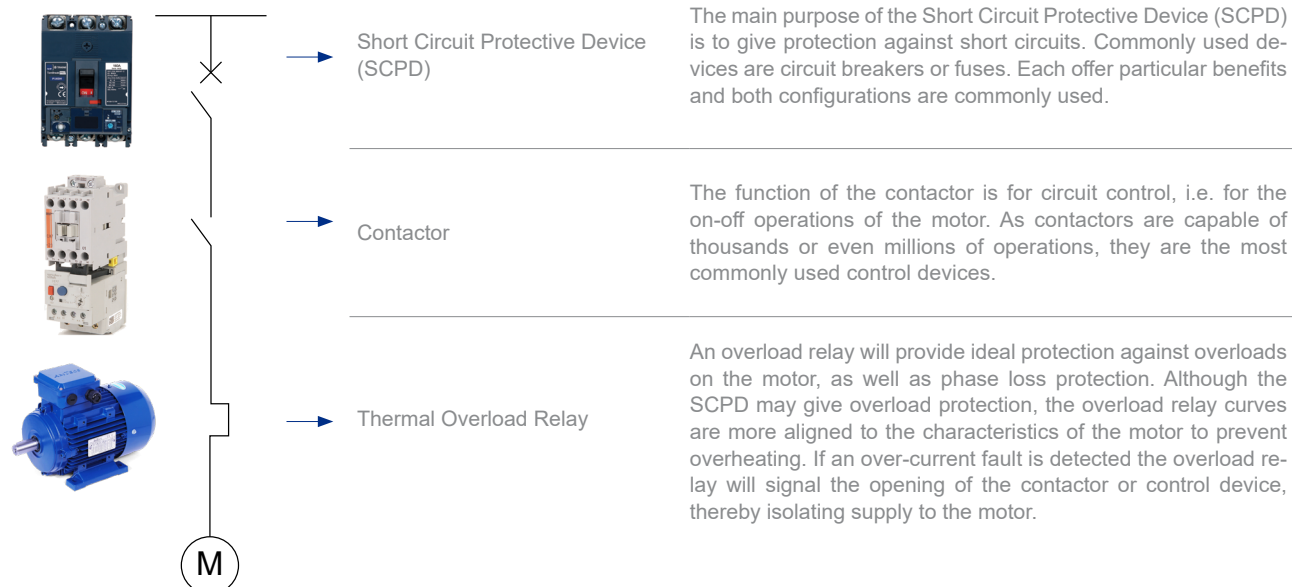 Short Circuit Protective Device
(SCPD)
The main purpose of the Short Circuit Protective Device (SCPD)
is to give protection against short circuits. Commonly used de-
vices are circuit breakers or fuses. Each offer particular benefits
and both configurations are commonly used.
Contactor
The function of the contactor is for circuit control, i.e. for the
on-off operations of the motor. As contactors are capable of
thousands or even millions of operations, they are the most
commonly used control devices.
Thermal Overload Relay
An overload relay will provide ideal protection against overloads
on the motor, as well as phase loss protection. Although the
SCPD may give overload protection, the overload relay curves
are more aligned to the characteristics of the motor to prevent
overheating. If an over-current fault is detected the overload re-
lay will signal the opening of the contactor or control device,
thereby isolating supply to the motor.
M